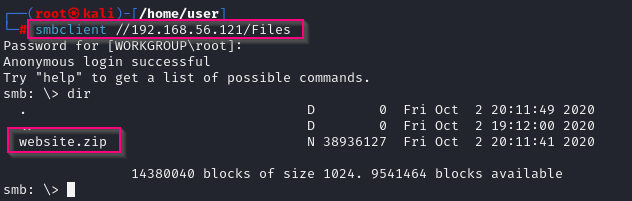 ┌──(root㉿kali)-[/home/user]
└─# smbclient //192.168.56.121/Files
Password for [WORKGROUP\root]:
Anonymous login successful
Try "help" to get a list of possible commands.
smb: \> dir
  .                                   D        0  Fri Oct  2 20:11:49 2020
  ..                                  D        0  Fri Oct  2 19:12:00 2020
  website.zip                         N 38936127  Fri Oct  2 20:11:41 2020
                14380040 blocks of size 1024. 9541464 blocks available
smb: \>